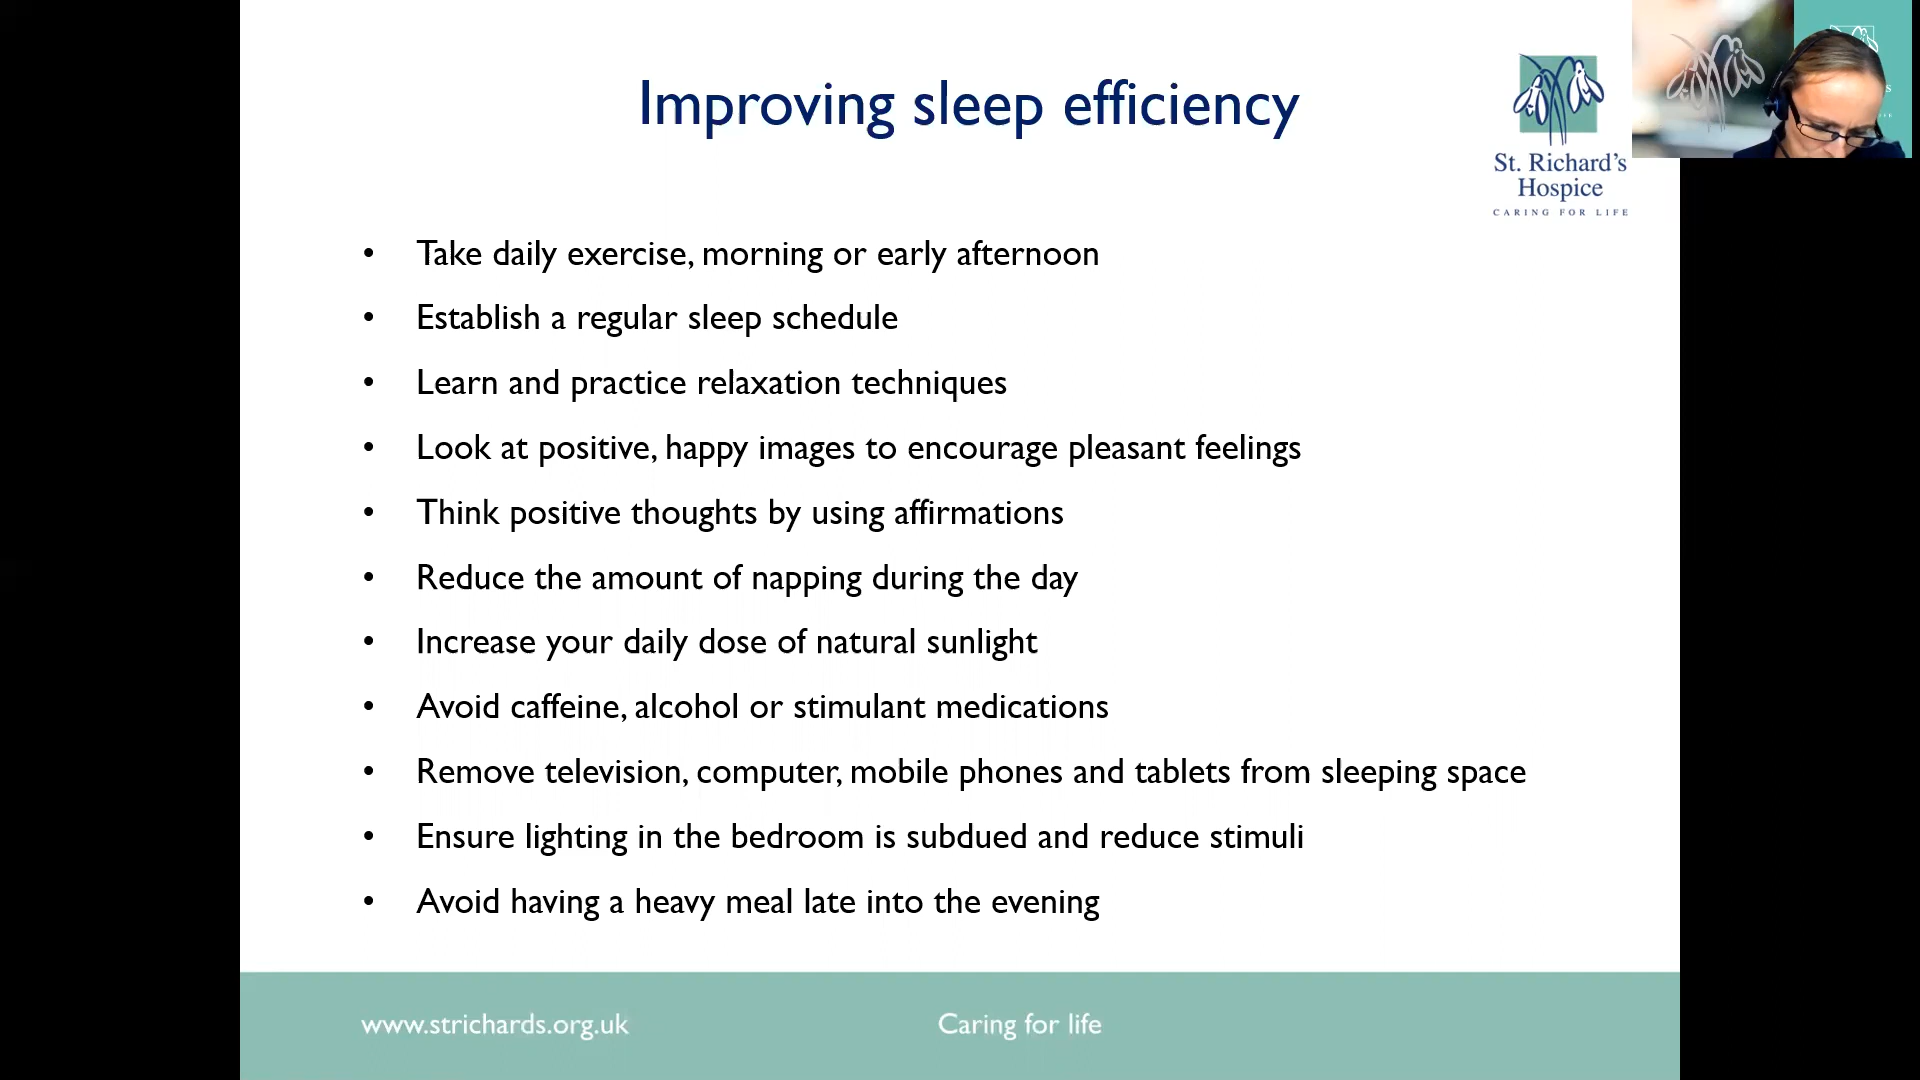 Improving sleep efficiency
St. Richard's
Hospice
CARING FOR LIFE
• Take daily exercise, morning or early afternoon
• Establish a regular sleep schedule
• Learn and practice relaxation techniques
• Look at positive, happy images to encourage pleasant feelings
• Think positive thoughts by using affirmations
• Reduce the amount of napping during the day
• Increase your daily dose of natural sunlight
• Avoid caffeine, alcohol or stimulant medications
• Remove television, computer, mobile phones and tablets from sleeping space
• Ensure lighting in the bedroom is subdued and reduce stimuli
• Avoid having a heavy meal late into the evening
www.strichards.org.uk
Caring for life